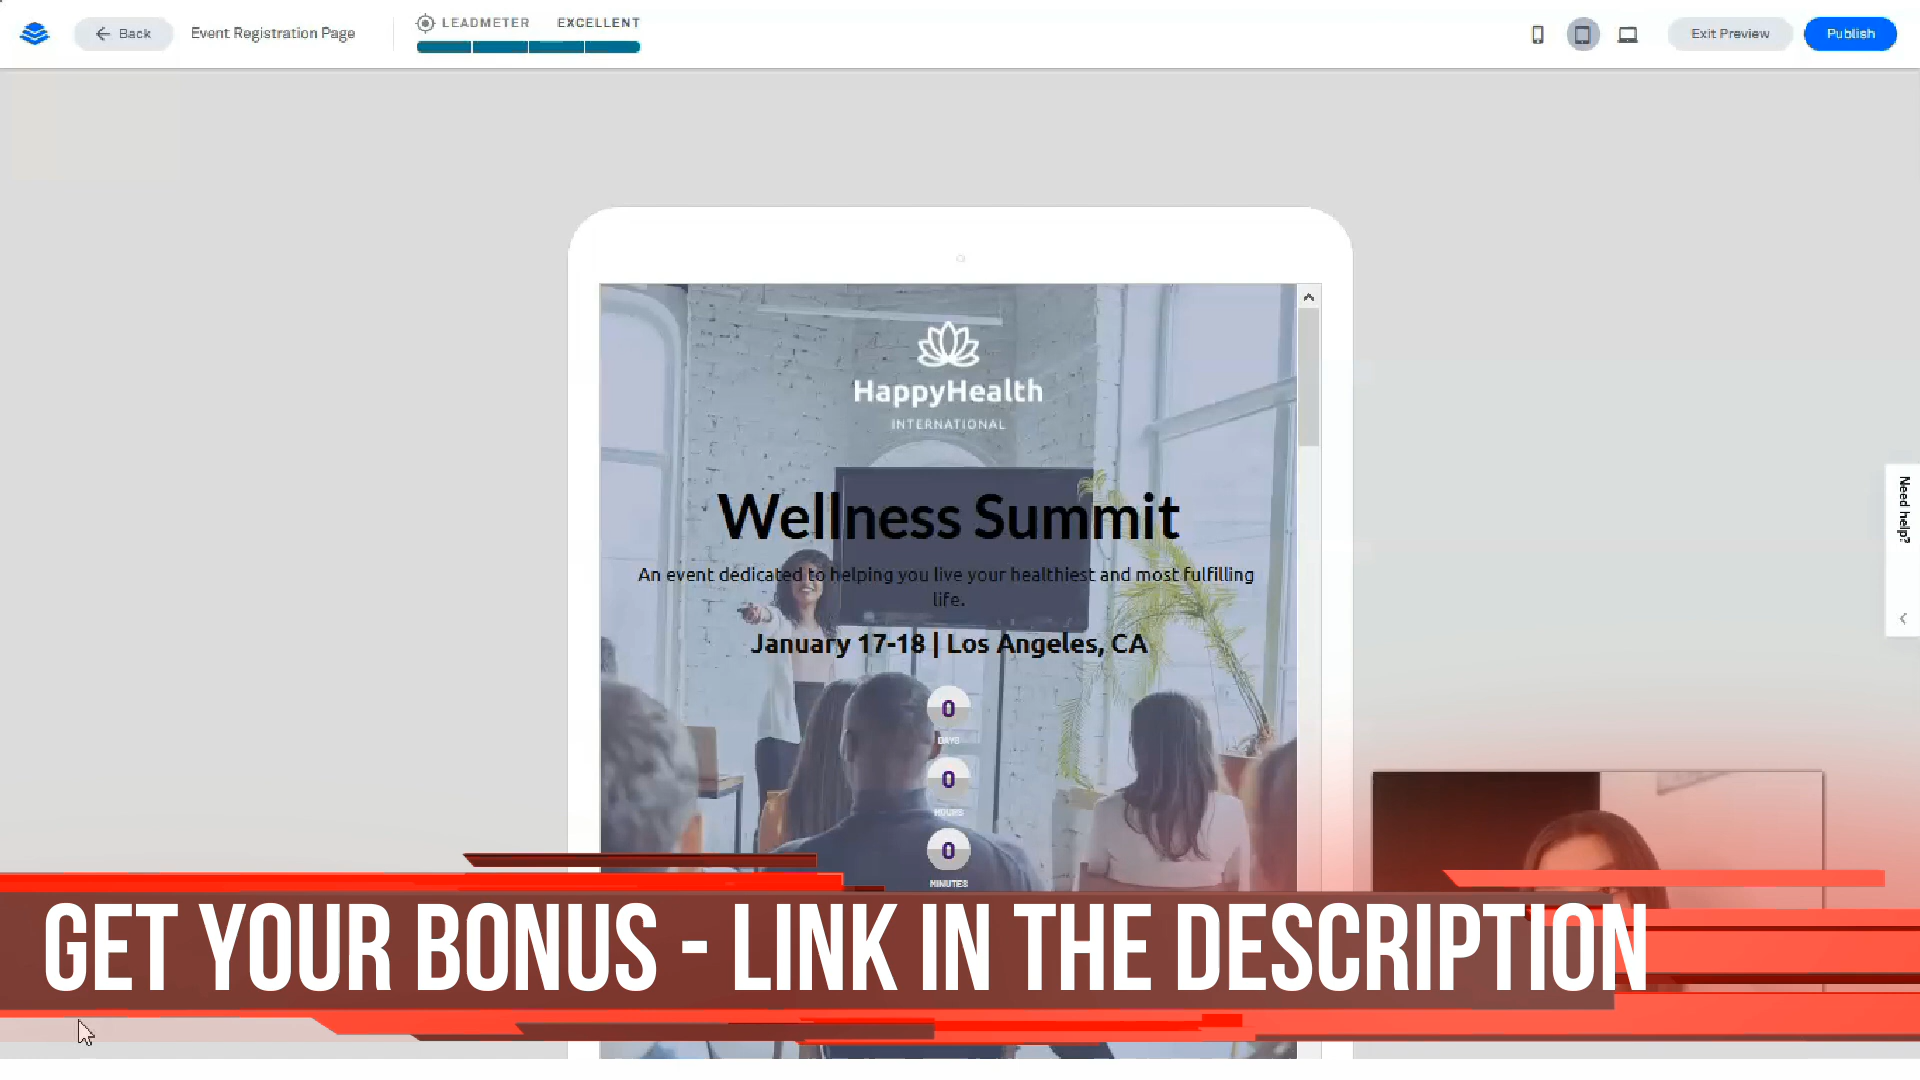 Back
Event Registration Page
LEADMETER EXCELLENT
Exit Preview
Publish
HappyHealth
INTERNATIONAL
Wellness Summit
An event dedicated to helping you live your healthiest and most fulfilling
life.
January 17-18 | Los Angeles, CA
0
DAYS
0
HOURS
0
MINUTES
Need help?
GET YOUR BONUS - LINK IN THE DESCRIPTION